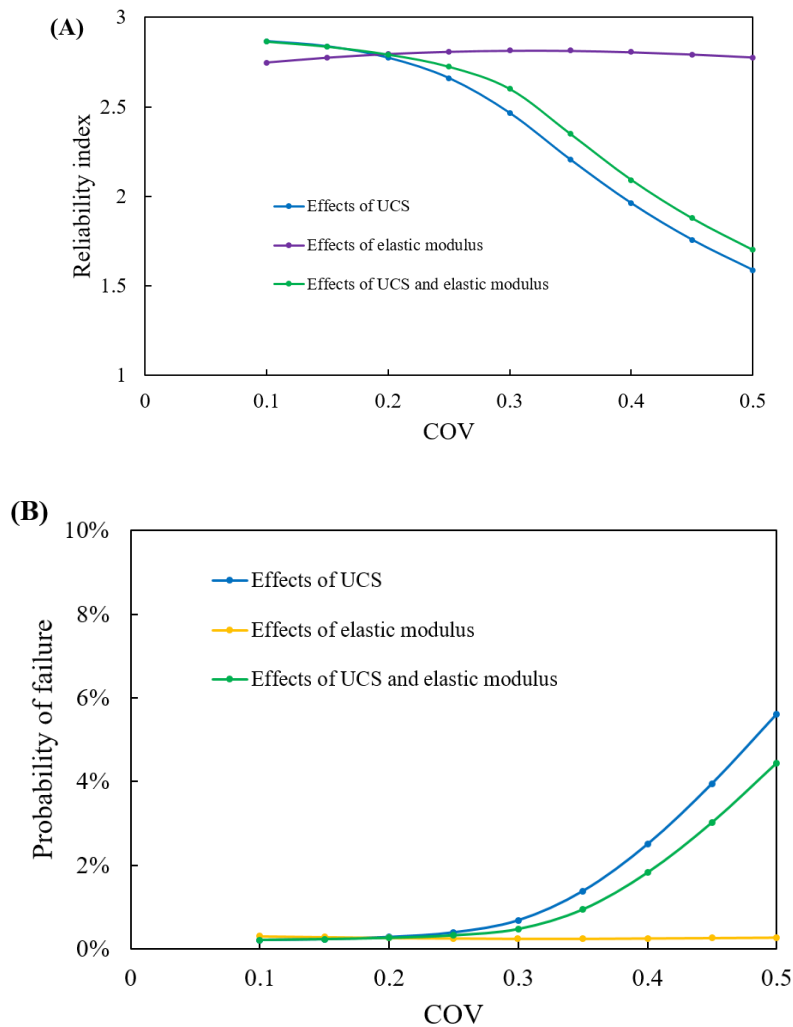 (A)
3
2.5
2
1.5
1
Reliability index
Effects of UCS
Effects of elastic modulus
Effects of UCS and elastic modulus
0 0.1 0.2 0.3 0.4 0.5
COV
(B)
10%
8%
6%
4%
2%
0%
Probability of failure
Effects of UCS
Effects of elastic modulus
Effects of UCS and elastic modulus
0 0.1 0.2 0.3 0.4 0.5
COV